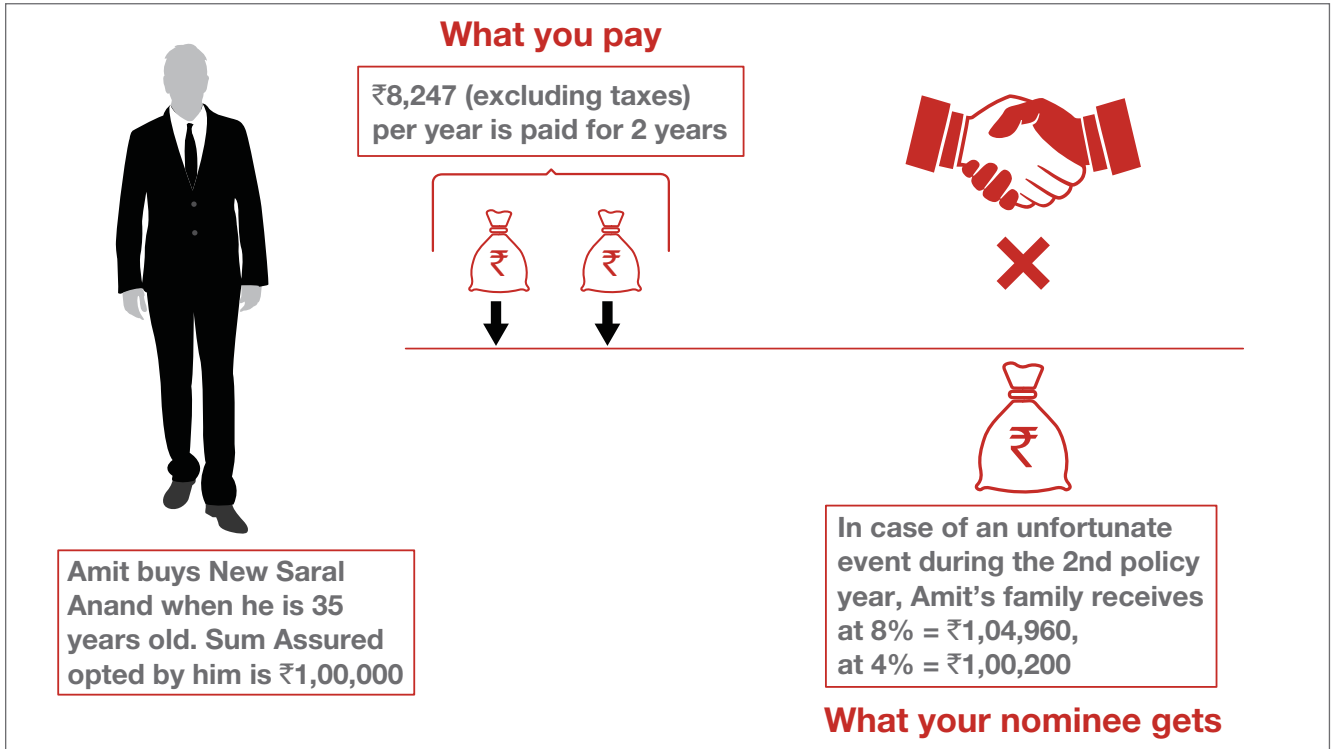 What you pay
₹8,247 (excluding taxes)
per year is paid for 2 years
₹
₹
₹
Amit buys New Saral
Anand when he is 35
years old. Sum Assured
opted by him is ₹1,00,000
In case of an unfortunate
event during the 2nd policy
year, Amit's family receives
at 8% = ₹1,04,960,
at 4% = ₹1,00,200
What your nominee gets